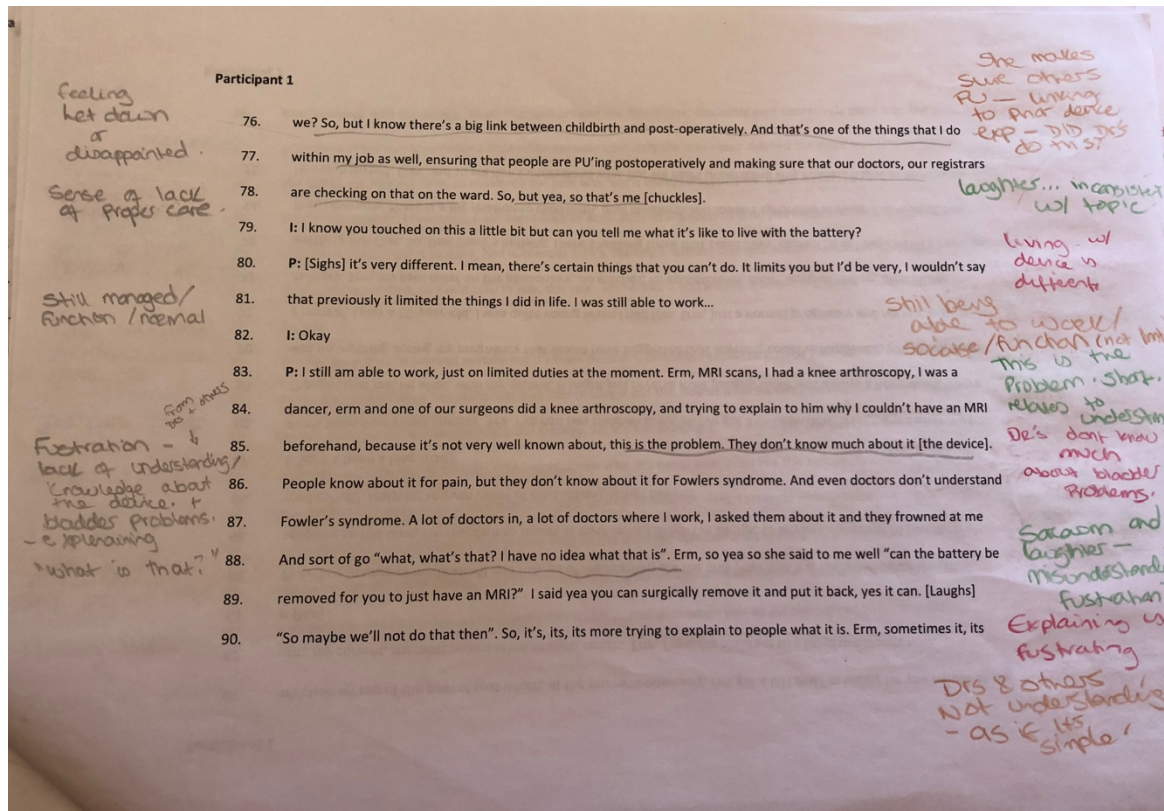 Participant 1
76. we? So, but I know there's a big link between childbirth and post-operatively. And that's one of the things that I do
77. within my job as well, ensuring that people are PU'ing postoperatively and making sure that our doctors, our registrars
78. are checking on that on the ward. So, but yea, so that's me [chuckles].
79. I: I know you touched on this a little bit but can you tell me what it's like to live with the battery?
80. P: [Sighs] it's very different. I mean, there's certain things that you can't do. It limits you but I'd be very, I wouldn't say
81. that previously it limited the things I did in life. I was still able to work...
82. I: Okay
83. P: I still am able to work, just on limited duties at the moment. Erm, MRI scans, I had a knee arthroscopy, I was a
84. dancer, erm and one of our surgeons did a knee arthroscopy, and trying to explain to him why I couldn't have an MRI
85. beforehand, because it's not very well known about, this is the problem. They don't know much about it [the device].
86. People know about it for pain, but they don't know about it for Fowlers syndrome. And even doctors don't understand
87. Fowler's syndrome. A lot of doctors in, a lot of doctors where I work, I asked them about it and they frowned at me
88. And sort of go "what, what's that? I have no idea what that is". Erm, so yea so she said to me well "can the battery be
89. removed for you to just have an MRI?" I said yea you can surgically remove it and put it back, yes it can. [Laughs]
90. "So maybe we'll not do that then". So, it's, its, its more trying to explain to people what it is. Erm, sometimes it, its
feeling
let down
or
disappointed.
Sense of lack
of proper care.
Still managed/
function/normal
from
Drs + others
Fustration -
lack of understanding/
knowledge about
the device. +
bladder problems.
- explaining
"what is that?"
She makes
sure others
PU - linking
to prior device
exp - DID Drs
do this?
laughter... inconsistent
w/ topic.
living w/
device is
different
Still being
able to work/
socialise/function (not
This is the
Problem. Short.
relates to
Dr's dont know
much
about bladder
Problems.
Sarcasm and
laughter -
fustration
Explaining is
fustrating
Drs & others
Not understanding
- as if its
simple